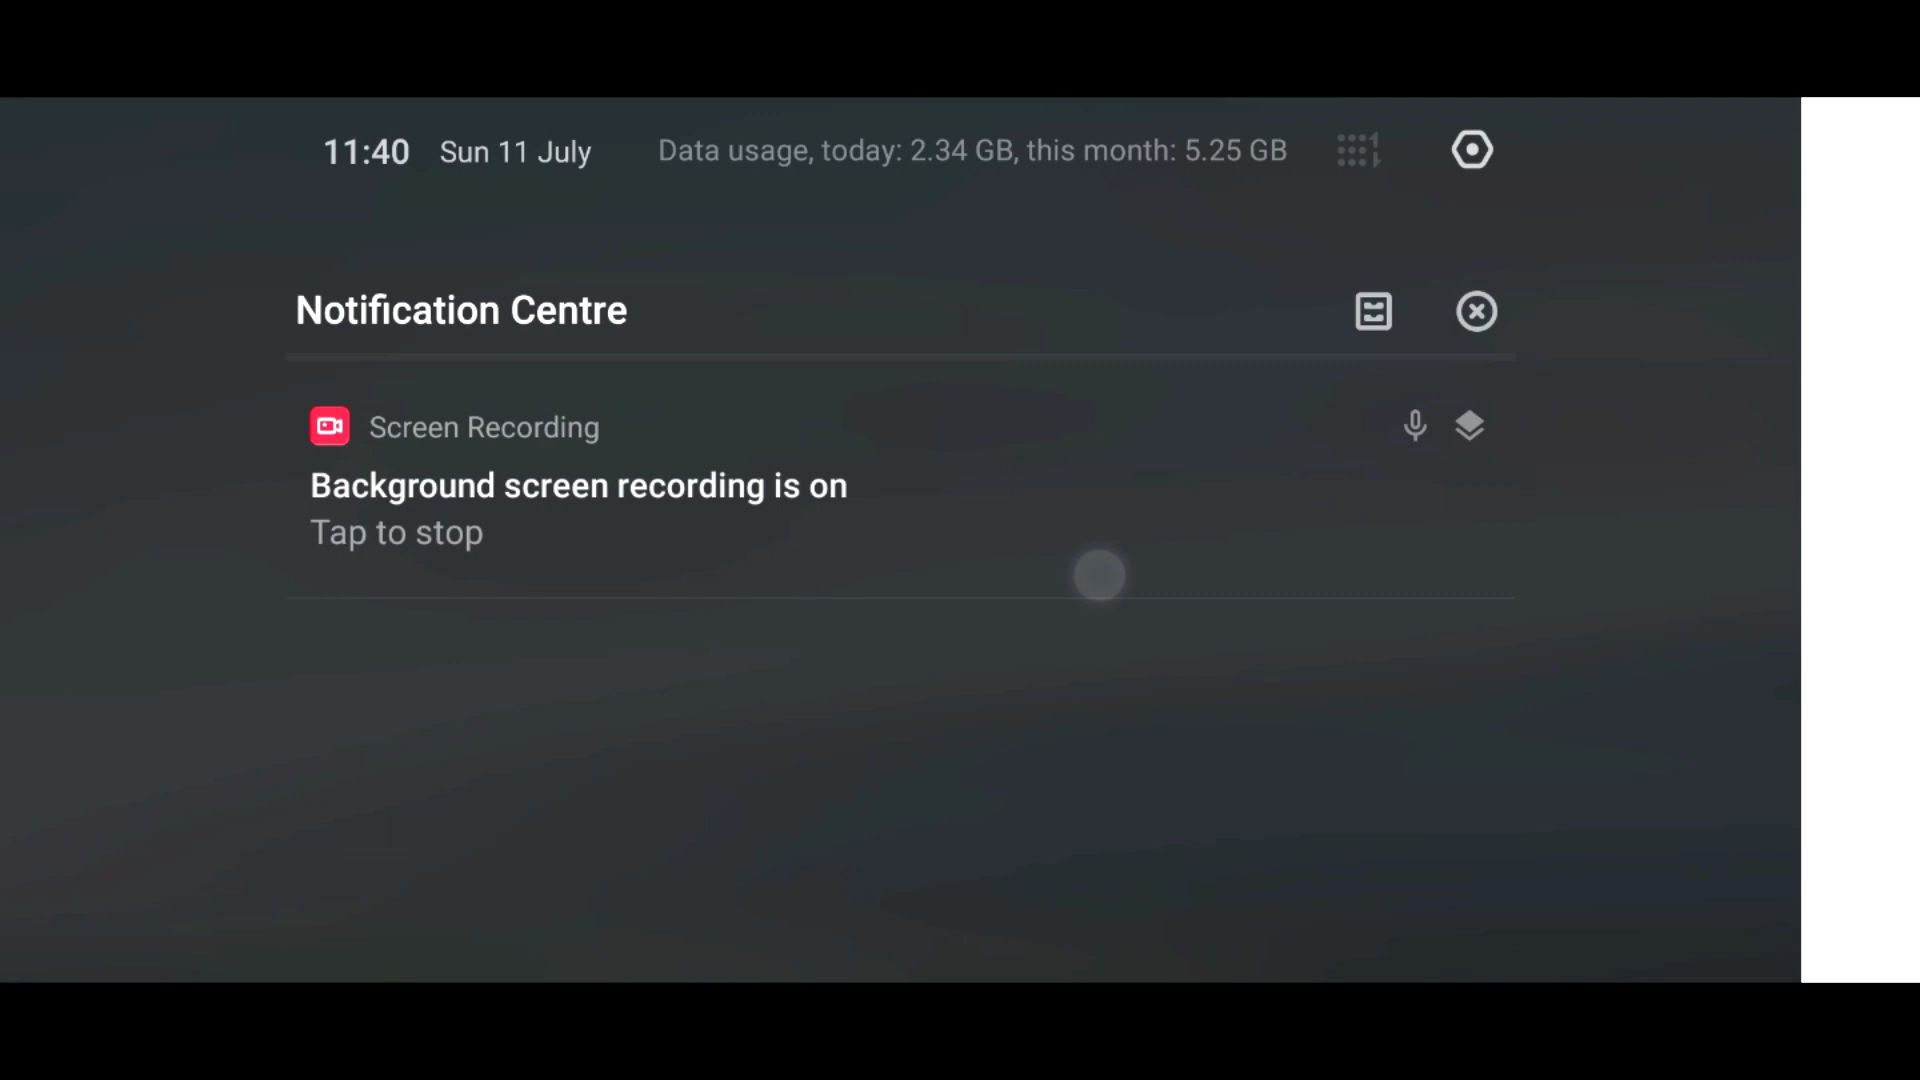 11:40 Sun 11 July Data usage, today: 2.34 GB, this month: 5.25 GB
Notification Centre
Screen Recording
Background screen recording is on
Tap to stop